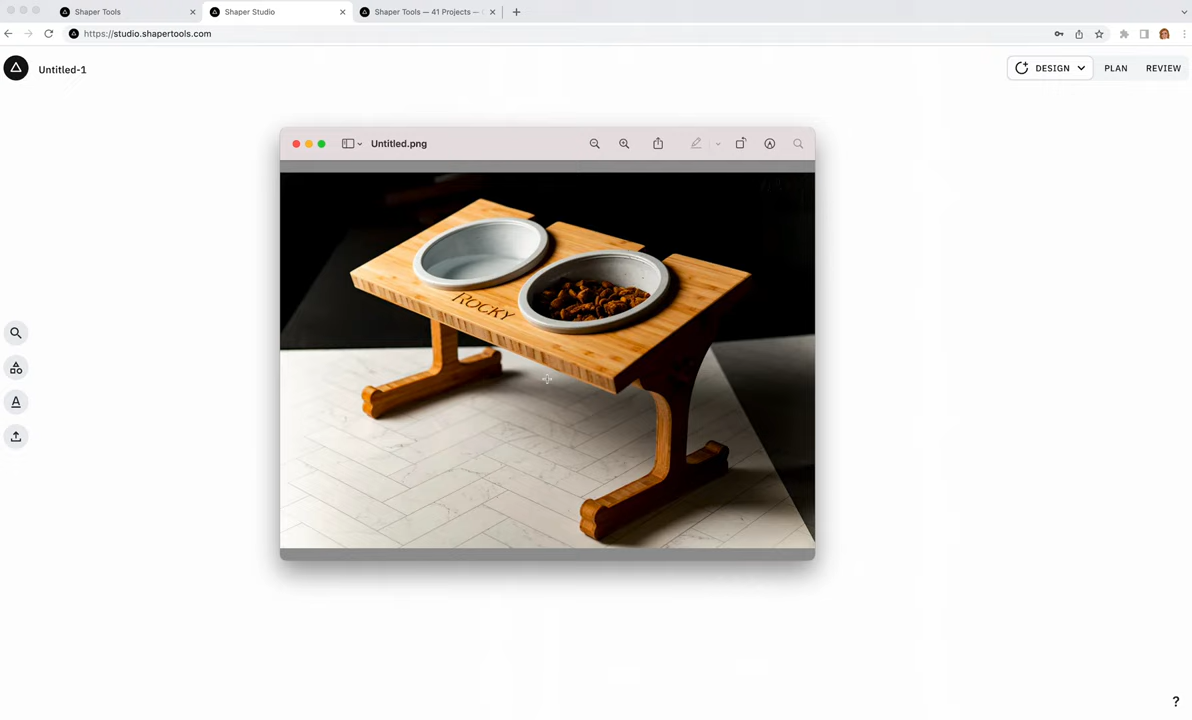 Shaper Tools
Shaper Studio
Shaper Tools — 41 Projects —
https://studio.shapertools.com
Untitled-1
DESIGN
PLAN
REVIEW
Untitled.png
ROCKY
A
?